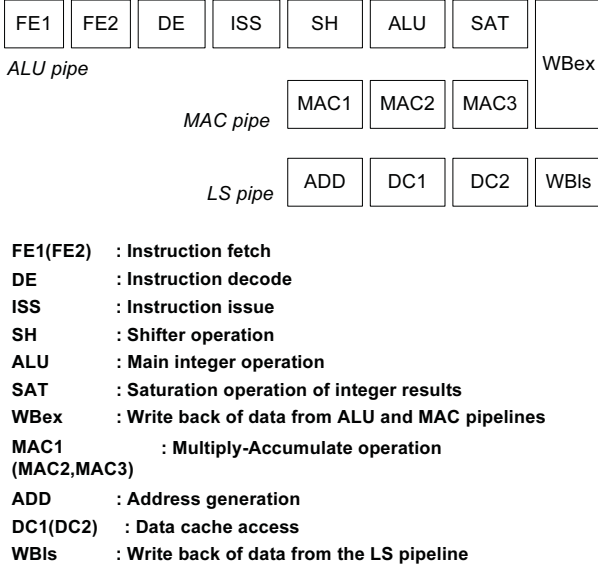 FE1 FE2 DE ISS SH ALU SAT
WBex
ALU pipe
MAC1 MAC2 MAC3
MAC pipe
ADD DC1 DC2 WBls
LS pipe
FE1(FE2) : Instruction fetch
DE : Instruction decode
ISS : Instruction issue
SH : Shifter operation
ALU : Main integer operation
SAT : Saturation operation of integer results
WBex : Write back of data from ALU and MAC pipelines
MAC1 : Multiply-Accumulate operation
(MAC2,MAC3)
ADD : Address generation
DC1(DC2) : Data cache access
WBls : Write back of data from the LS pipeline